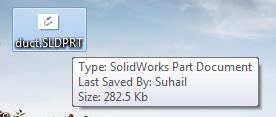 duct.SLDPRT
Type: SolidWorks Part Document
Last Saved By: Suhail
Size: 282.5 Kb